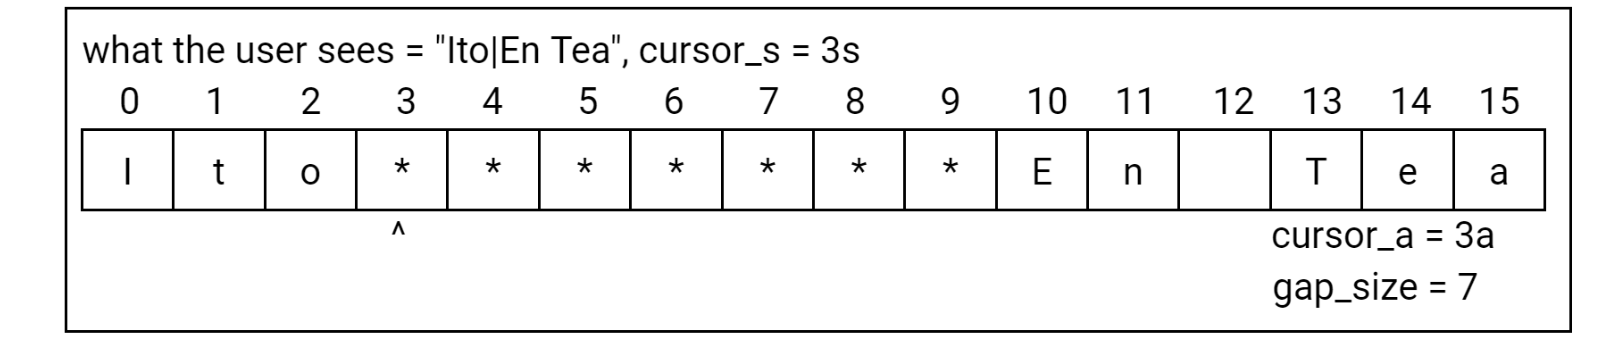 what the user sees = "Ito|En Tea", cursor_s = 3s
0 1 2 3 4 5 6 7 8 9 10 11 12 13 14 15
I t o * * * * * * * E n T e a
^
cursor_a = 3a
gap_size = 7